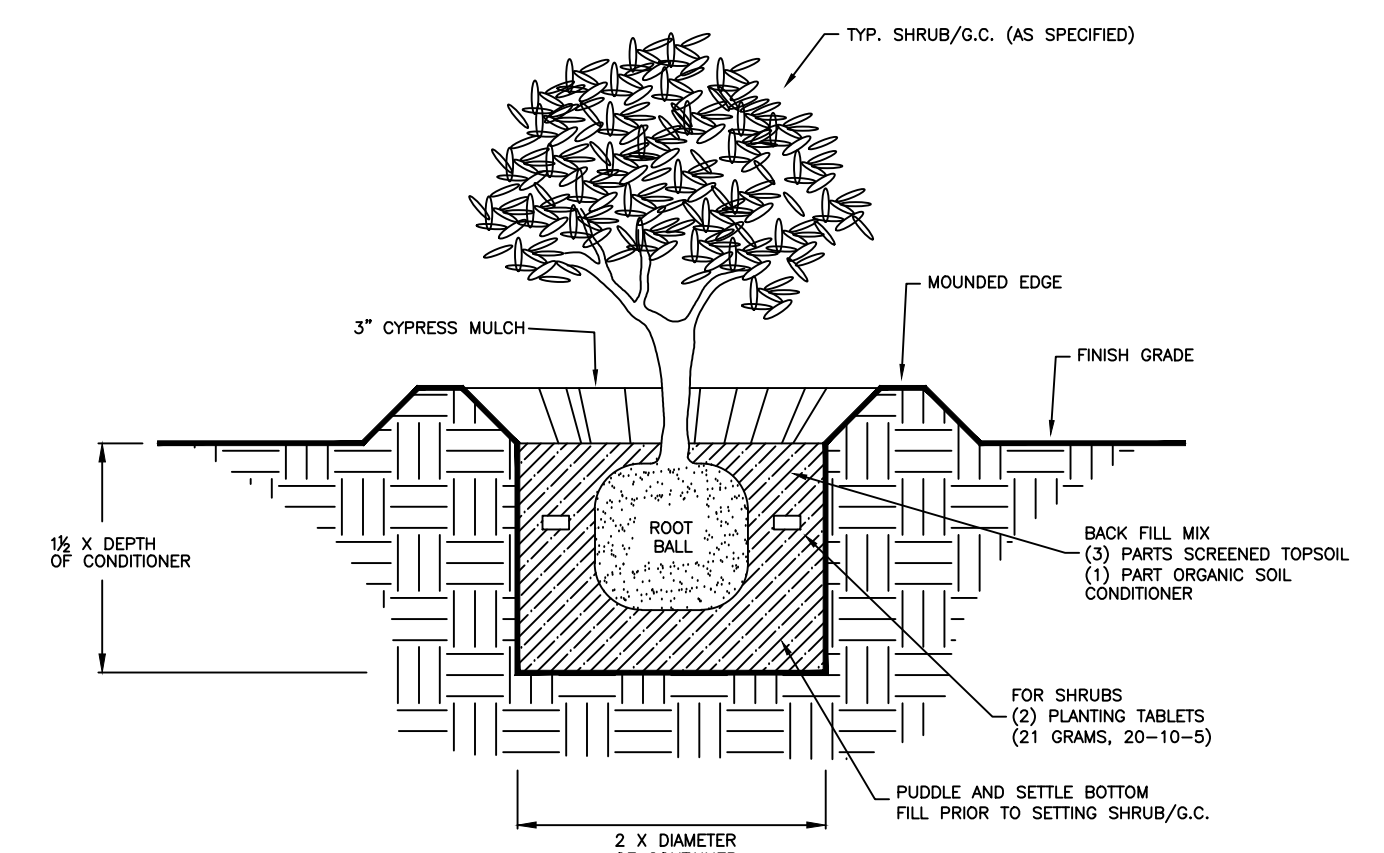 TYP. SHRUB/G.C. (AS SPECIFIED)
MOUNDED EDGE
3" CYPRESS MULCH
FINISH GRADE
ROOT
BALL
1½ X DEPTH
OF CONDITIONER
BACK FILL MIX
(3) PARTS SCREENED TOPSOIL
(1) PART ORGANIC SOIL
CONDITIONER
FOR SHRUBS
(2) PLANTING TABLETS
(21 GRAMS, 20-10-5)
PUDDLE AND SETTLE BOTTOM
FILL PRIOR TO SETTING SHRUB/G.C.
2 X DIAMETER